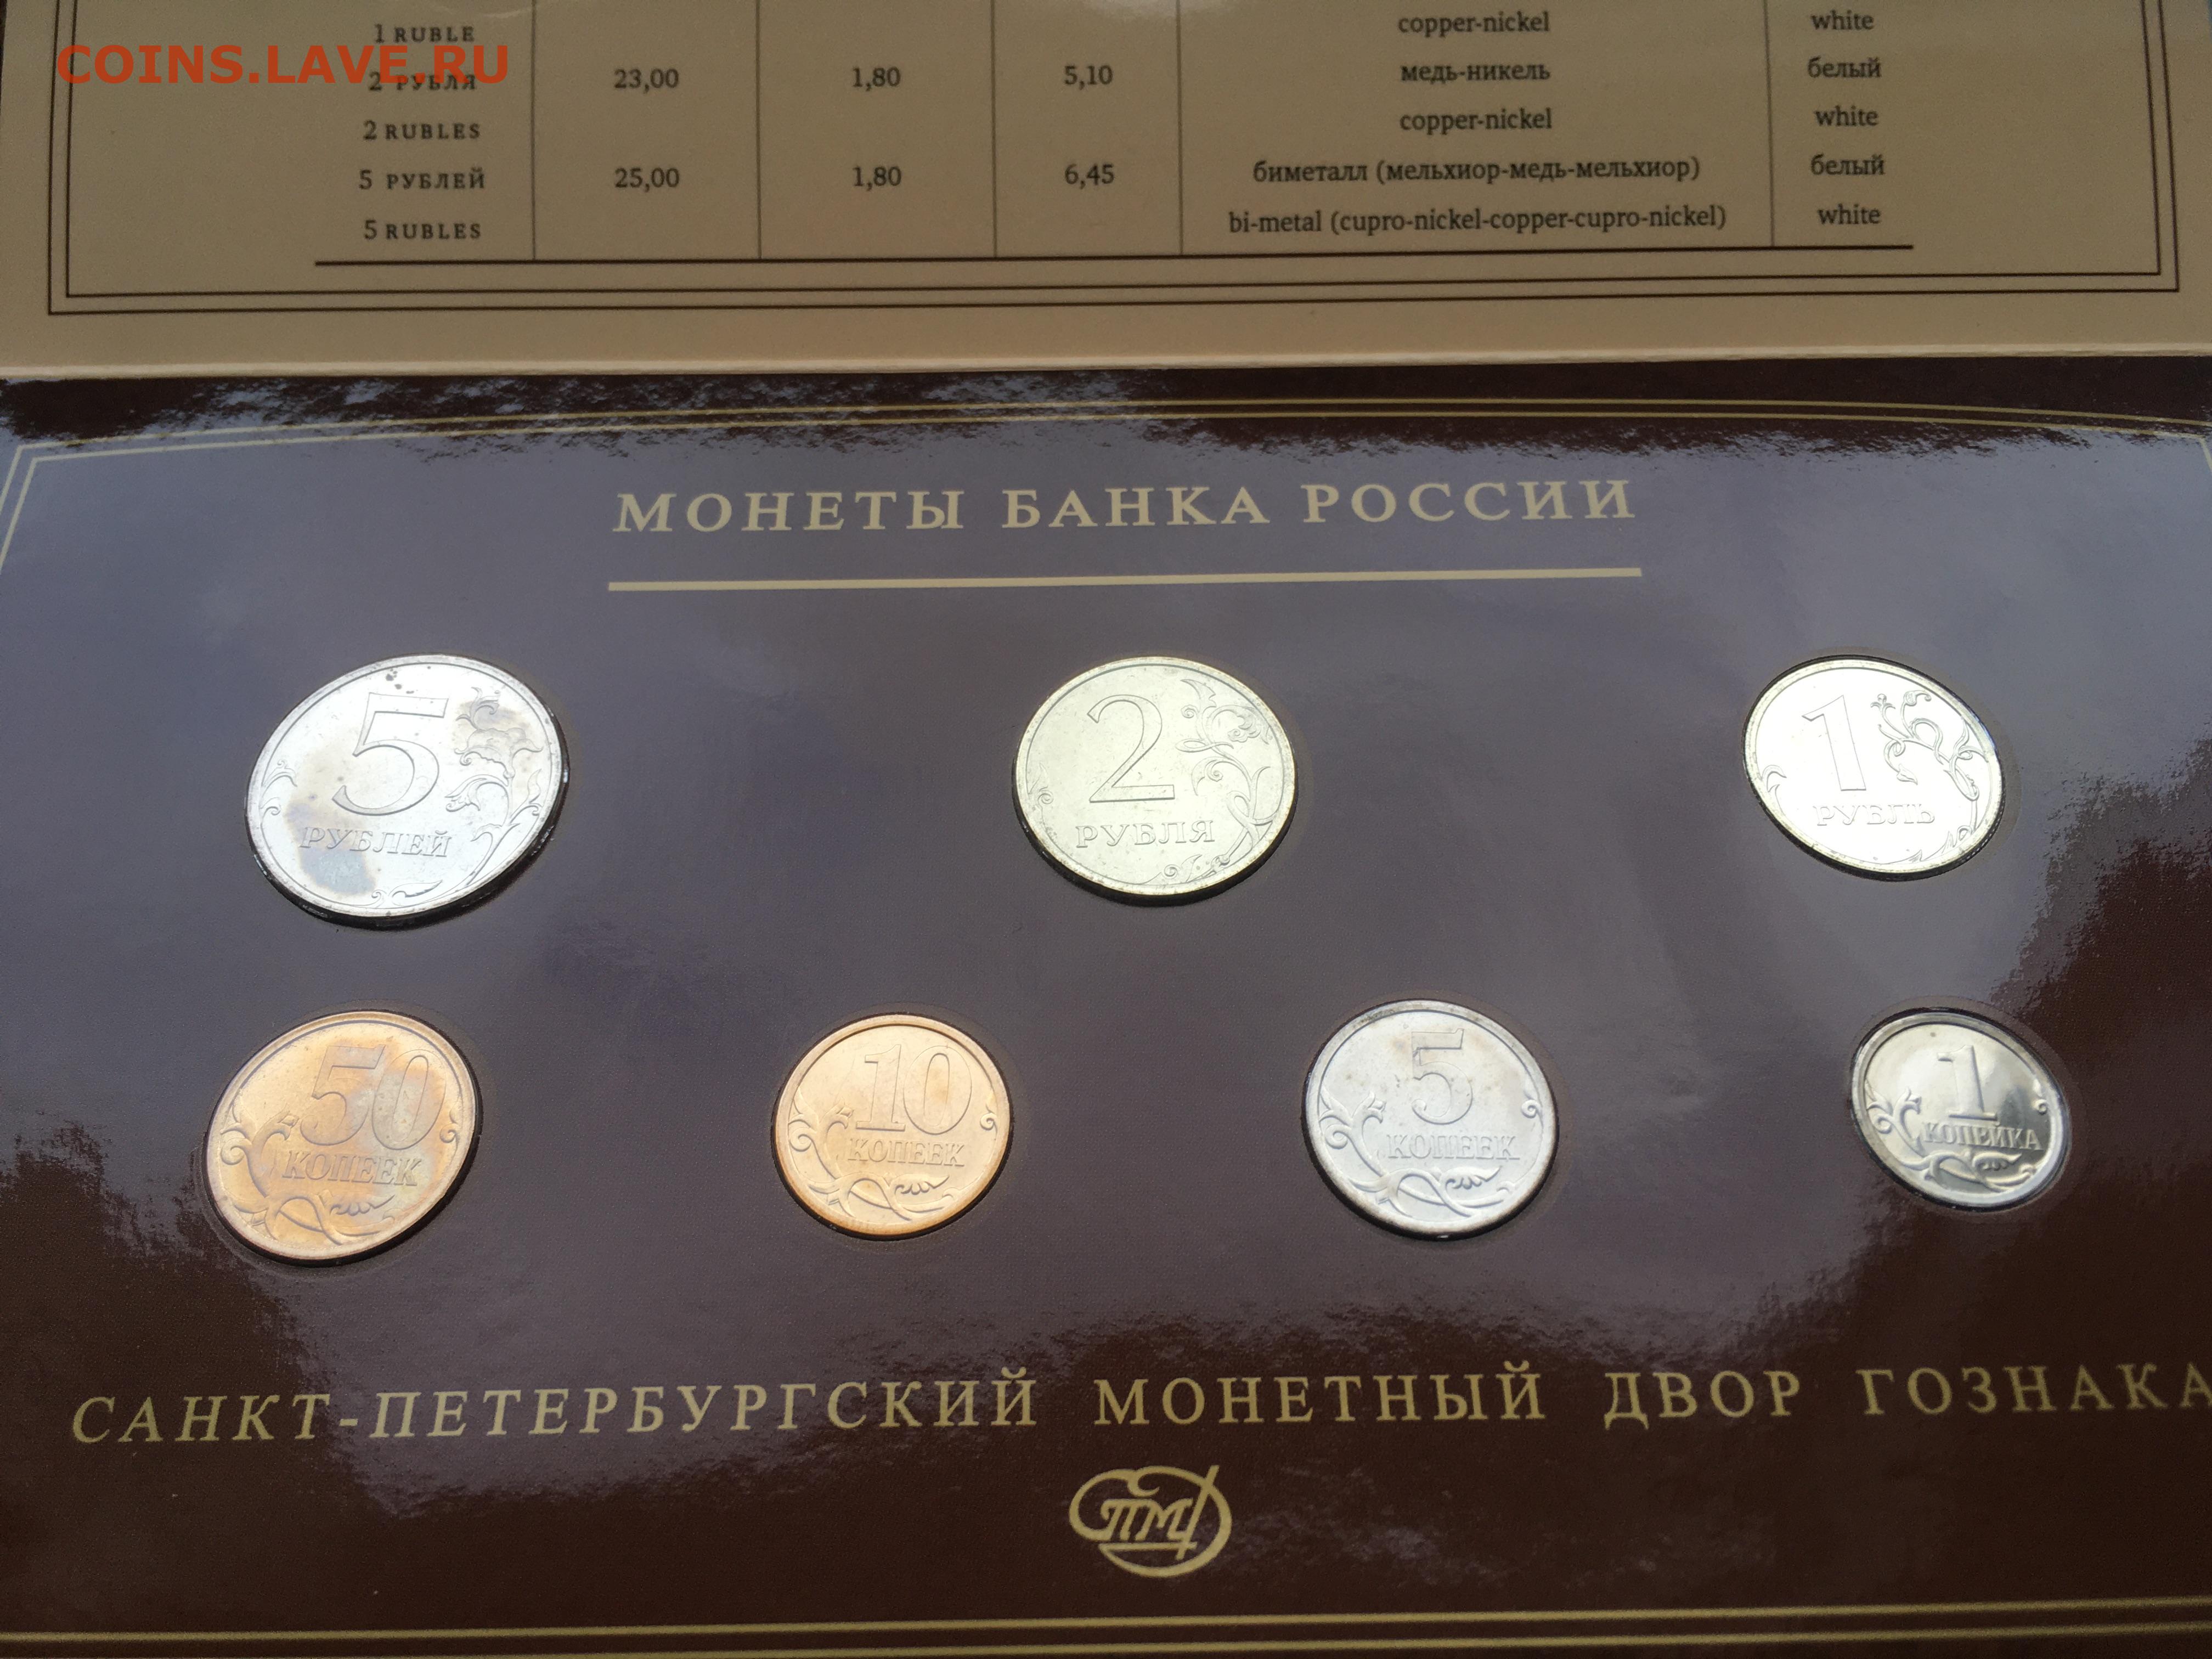 1 RUBLE copper-nickel white
COINS.LAVE.RU
2 РУБЛЯ 23,00 1,80 5,10 медь-никель белый
2 RUBLES copper-nickel white
5 РУБЛЕЙ 25,00 1,80 6,45 биметалл (мельхиор-медь-мельхиор) белый
5 RUBLES bi-metal (cupro-nickel-copper-cupro-nickel) white
МОНЕТЫ БАНКА РОССИИ
5 РУБЛЕЙ
2 РУБЛЯ
1 РУБЛЬ
50 КОПЕЕК
10 КОПЕЕК
5 КОПЕЕК
1 КОПЕЙКА
САНКТ-ПЕТЕРБУРГСКИЙ МОНЕТНЫЙ ДВОР ГОЗНАКА
СПМД